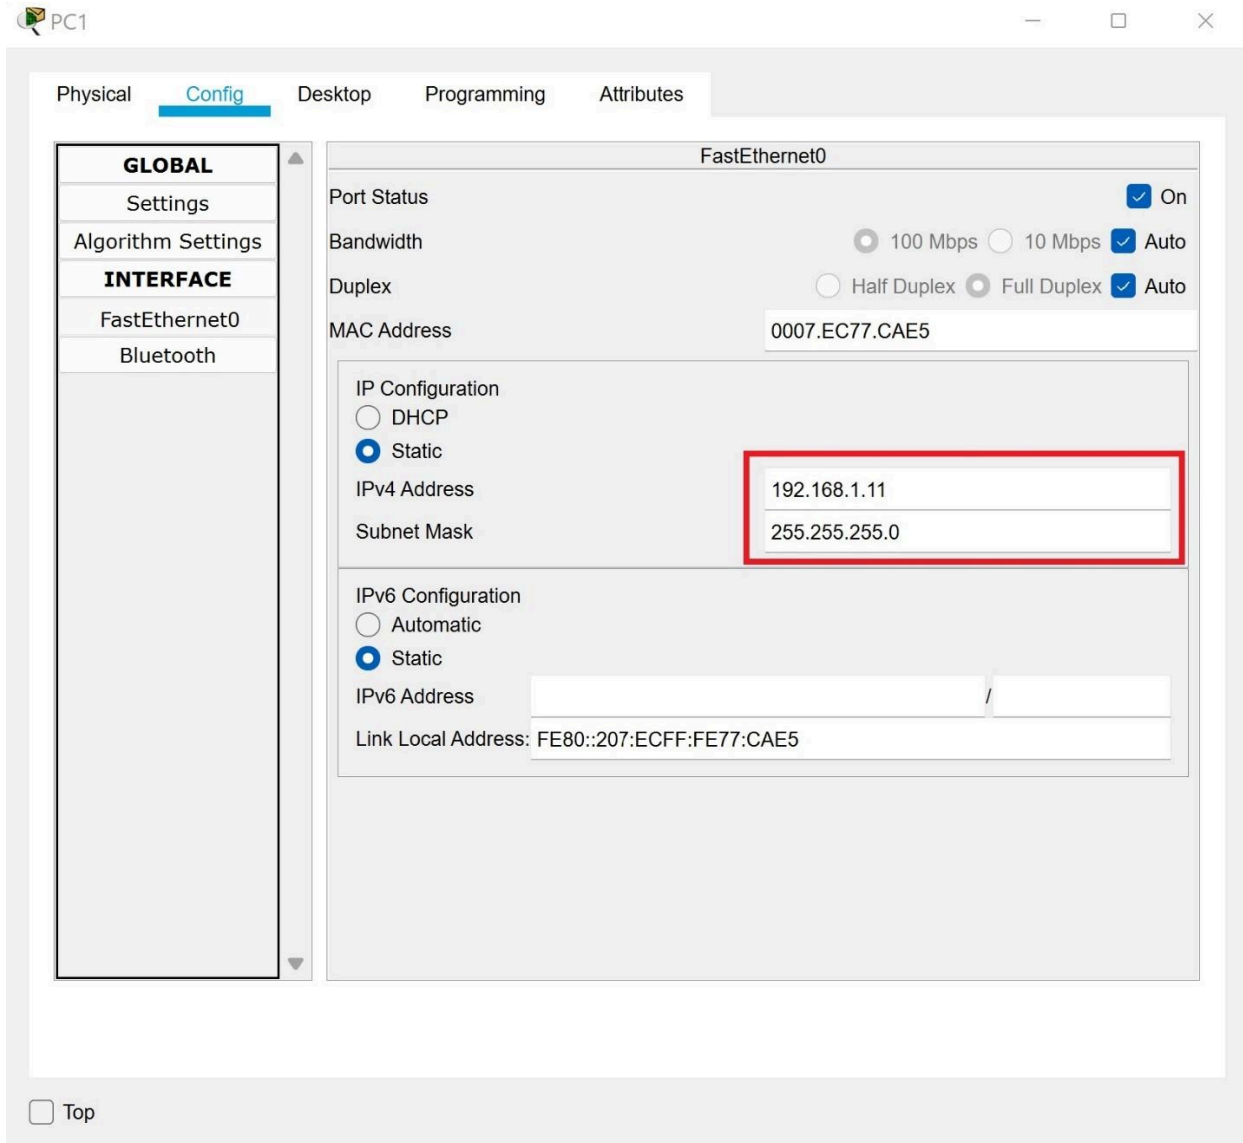 PC1
Physical Config Desktop Programming Attributes
GLOBAL
Settings
Algorithm Settings
INTERFACE
FastEthernet0
Bluetooth
FastEthernet0
Port Status On
Bandwidth 100 Mbps 10 Mbps Auto
Duplex Half Duplex Full Duplex Auto
MAC Address 0007.EC77.CAE5
IP Configuration
DHCP
Static
IPv4 Address 192.168.1.11
Subnet Mask 255.255.255.0
IPv6 Configuration
Automatic
Static
IPv6 Address /
Link Local Address: FE80::207:ECFF:FE77:CAE5
Top